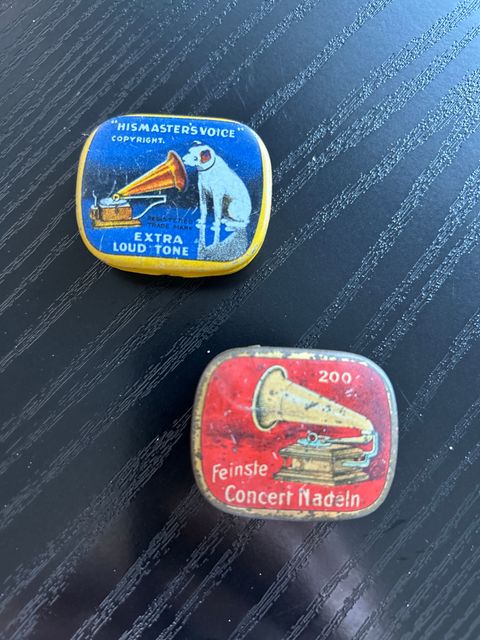 "HIS MASTER'S VOICE"
COPYRIGHT.
REGISTERED
TRADE MARK
EXTRA
LOUD TONE
200
Feinste
Concert Nadeln